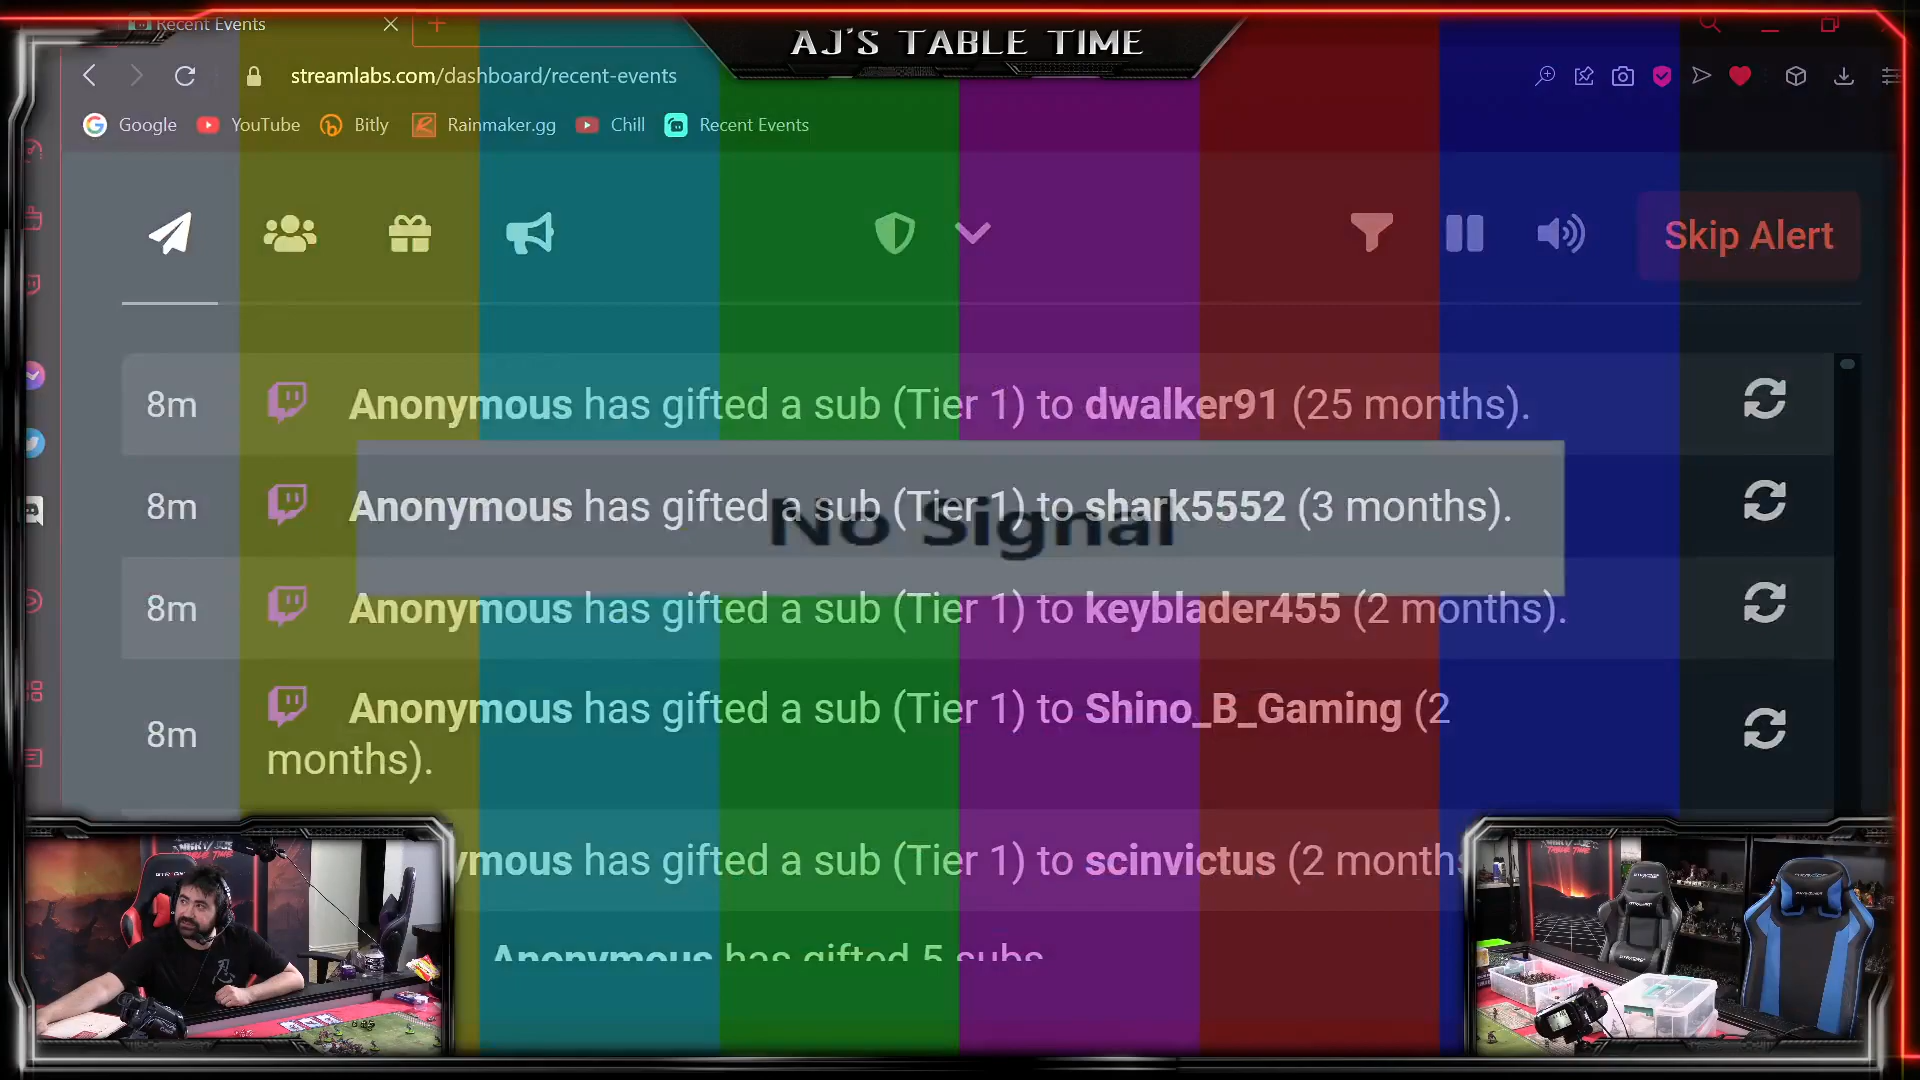 AJ'S TABLE TIME
Recent Events
streamlabs.com/dashboard/recent-events
Google YouTube Bitly Rainmaker.gg Chill Recent Events
Skip Alert
8m Anonymous has gifted a sub (Tier 1) to dwalker91 (25 months).
8m Anonymous has gifted a sub (Tier 1) to shark5552 (3 months).
No Signal
8m Anonymous has gifted a sub (Tier 1) to keyblader455 (2 months).
8m Anonymous has gifted a sub (Tier 1) to Shino_B_Gaming (2
months).
ymous has gifted a sub (Tier 1) to scinvictus (2 months
Anonymous has gifted 5 subs